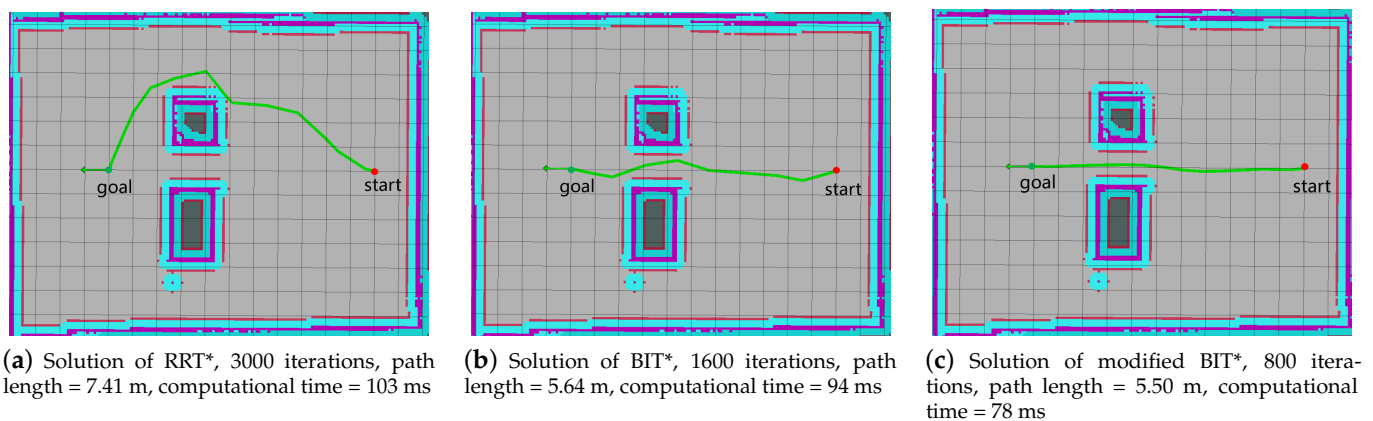 goal
start
goal
start
goal
start
(a) Solution of RRT*, 3000 iterations, path
length = 7.41 m, computational time = 103 ms
(b) Solution of BIT*, 1600 iterations, path
length = 5.64 m, computational time = 94 ms
(c) Solution of modified BIT*, 800 itera-
tions, path length = 5.50 m, computational
time = 78 ms